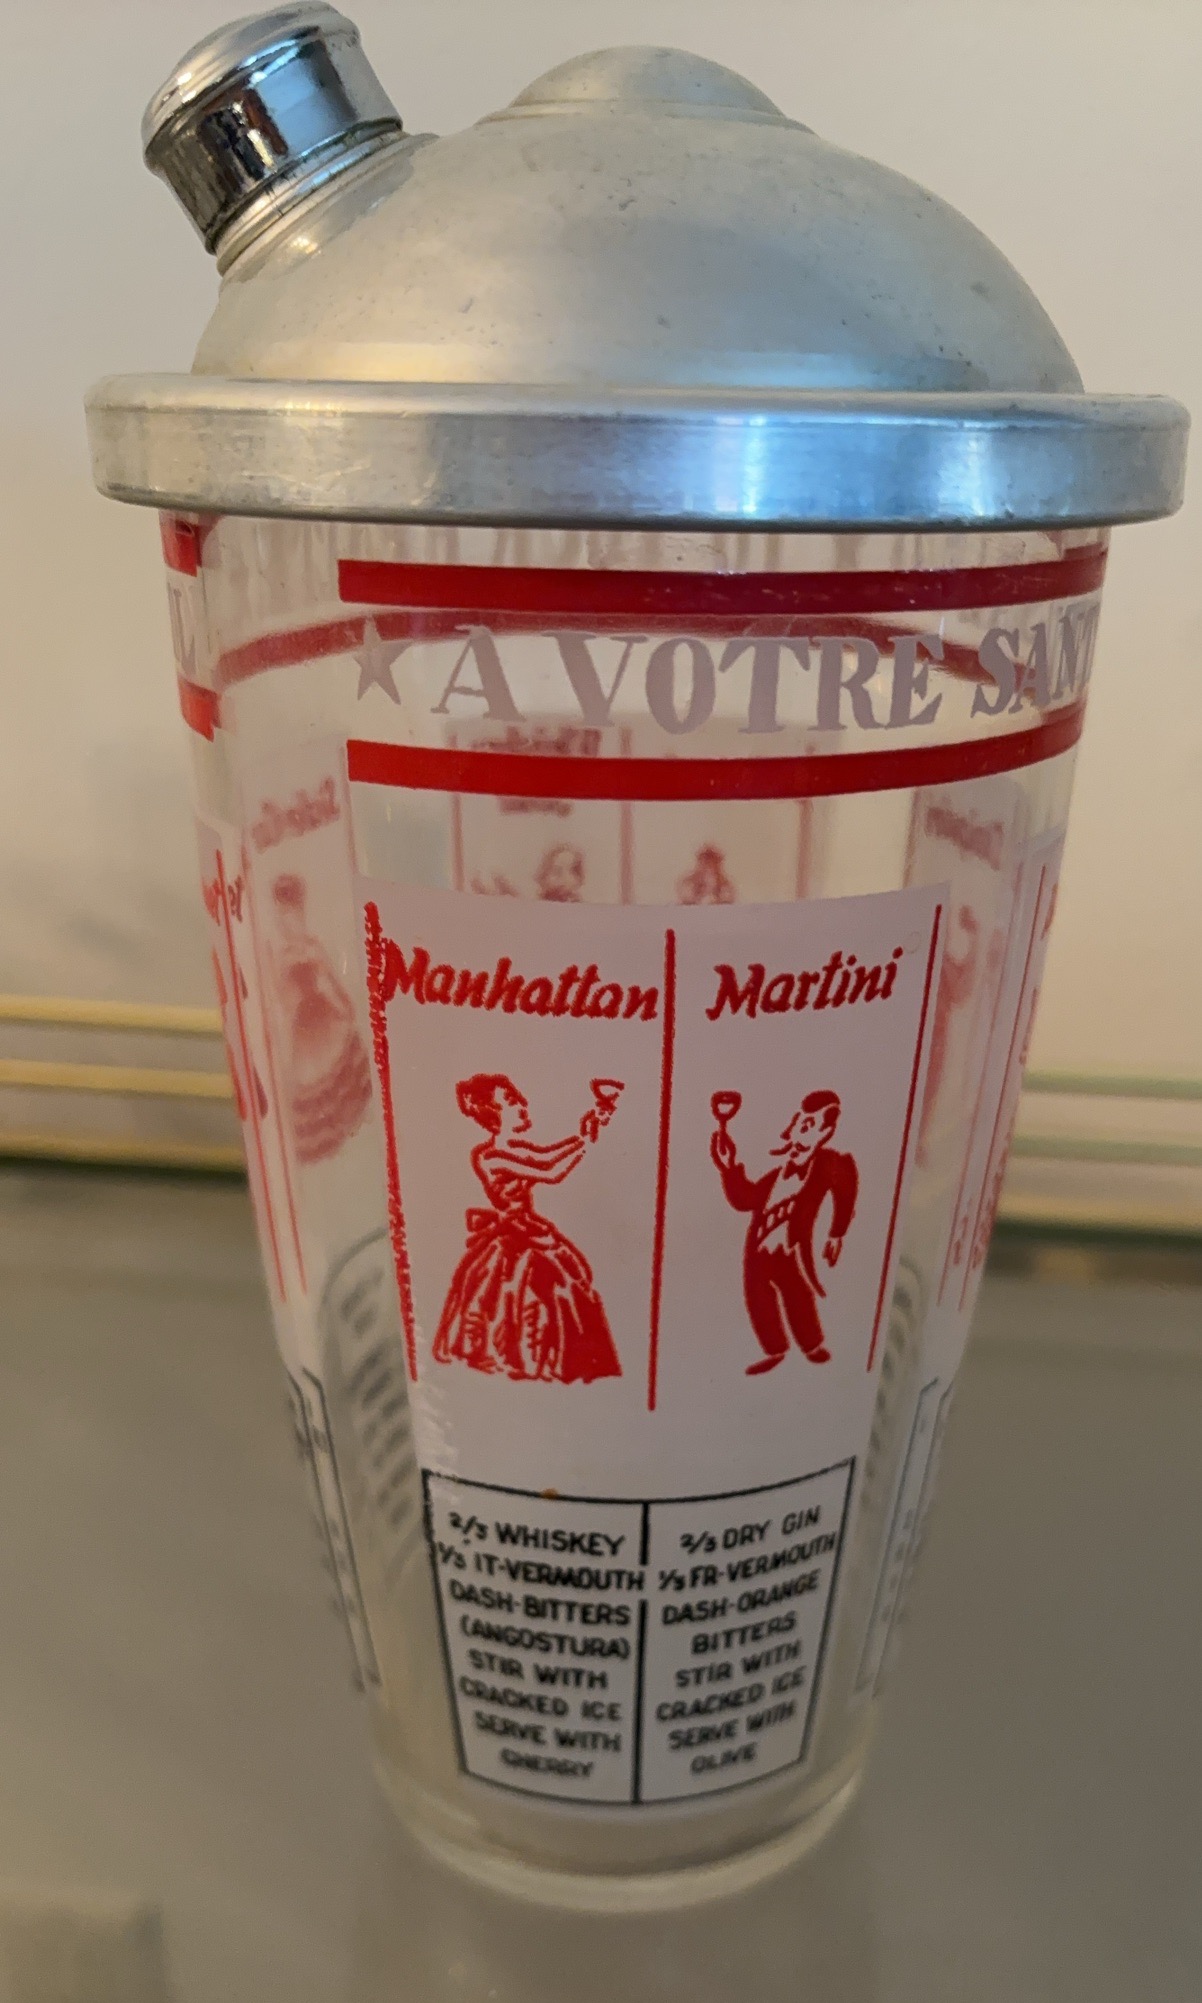 ★ A VOTRE SANT
Manhattan
Martini
2/3 WHISKEY
1/3 IT-VERMOUTH
DASH-BITTERS
(ANGOSTURA)
STIR WITH
CRACKED ICE
SERVE WITH
CHERRY
2/3 DRY GIN
1/3 FR-VERMOUTH
DASH-ORANGE
BITTERS
STIR WITH
CRACKED ICE
SERVE WITH
OLIVE